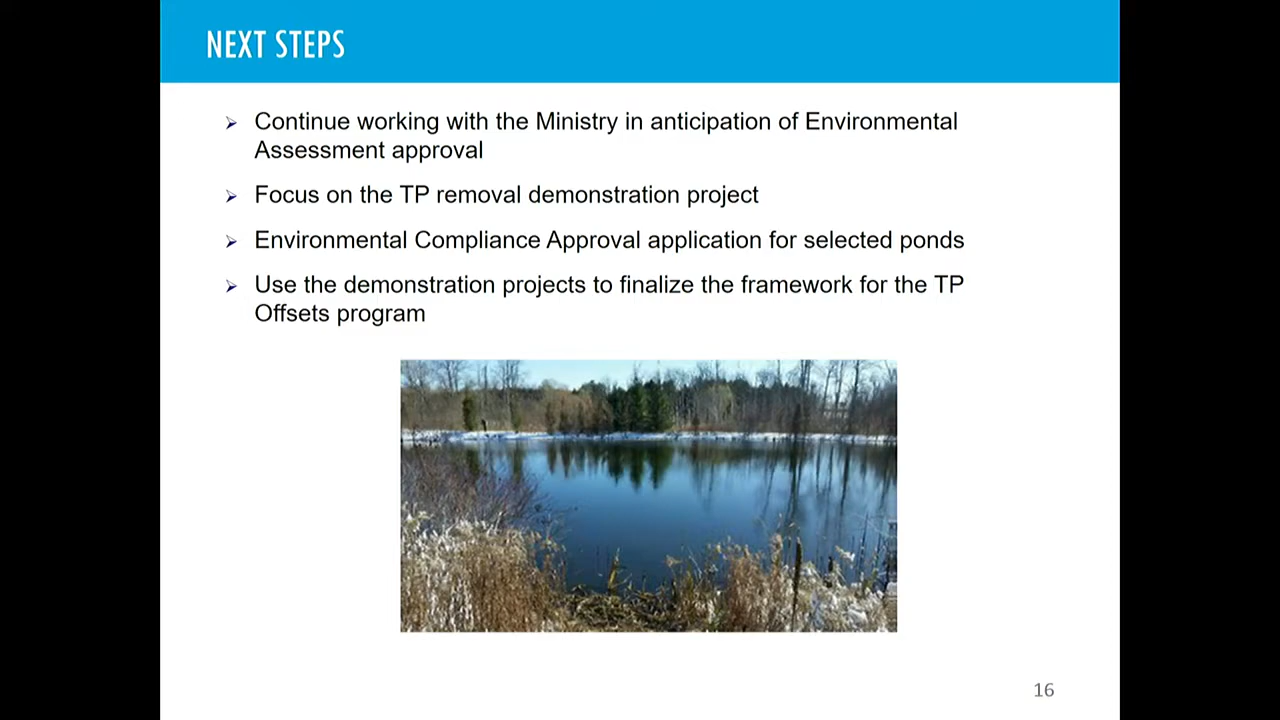 NEXT STEPS
Continue working with the Ministry in anticipation of Environmental
Assessment approval
Focus on the TP removal demonstration project
Environmental Compliance Approval application for selected ponds
Use the demonstration projects to finalize the framework for the TP
Offsets program
16